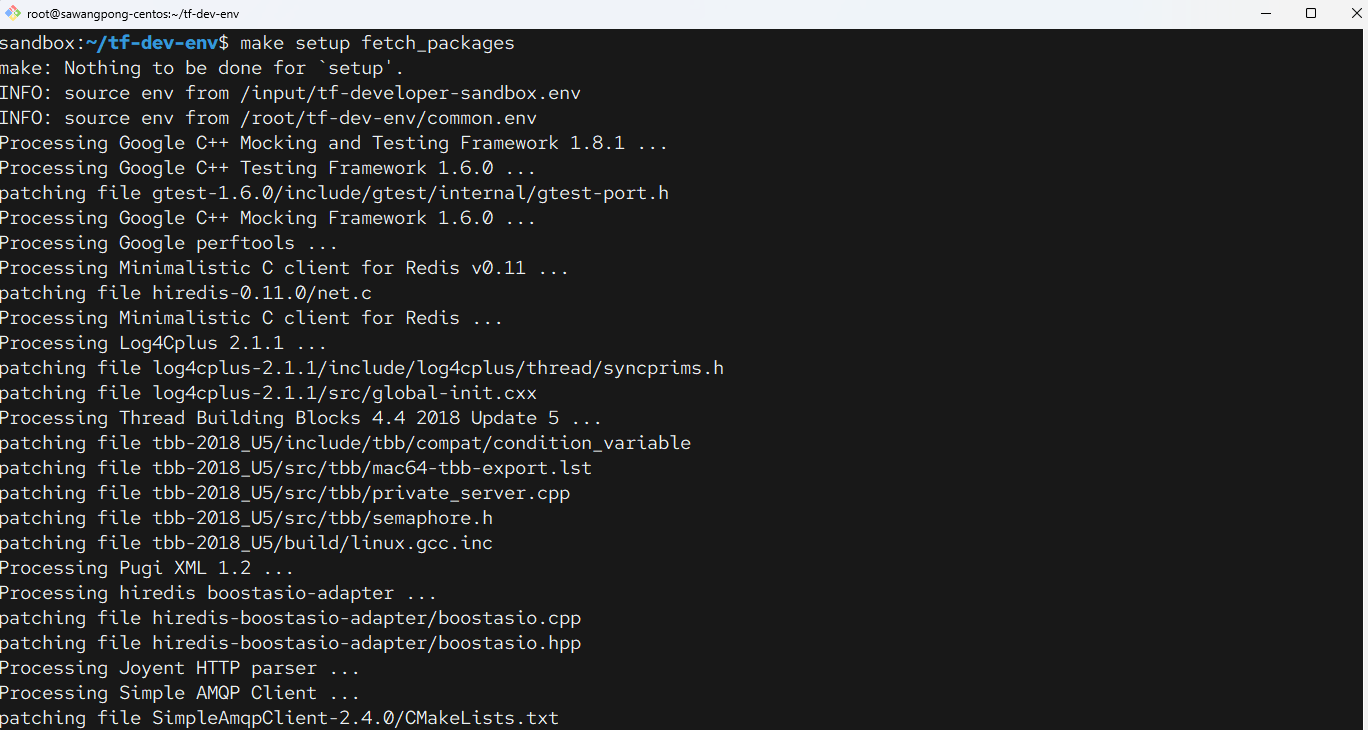 root@sawangpong-centos:~/tf-dev-env
sandbox:~/tf-dev-env$ make setup fetch_packages
make: Nothing to be done for `setup'.
INFO: source env from /input/tf-developer-sandbox.env
INFO: source env from /root/tf-dev-env/common.env
Processing Google C++ Mocking and Testing Framework 1.8.1 ...
Processing Google C++ Testing Framework 1.6.0 ...
patching file gtest-1.6.0/include/gtest/internal/gtest-port.h
Processing Google C++ Mocking Framework 1.6.0 ...
Processing Google perftools ...
Processing Minimalistic C client for Redis v0.11 ...
patching file hiredis-0.11.0/net.c
Processing Minimalistic C client for Redis ...
Processing Log4Cplus 2.1.1 ...
patching file log4cplus-2.1.1/include/log4cplus/thread/syncprims.h
patching file log4cplus-2.1.1/src/global-init.cxx
Processing Thread Building Blocks 4.4 2018 Update 5 ...
patching file tbb-2018_U5/include/tbb/compat/condition_variable
patching file tbb-2018_U5/src/tbb/mac64-tbb-export.lst
patching file tbb-2018_U5/src/tbb/private_server.cpp
patching file tbb-2018_U5/src/tbb/semaphore.h
patching file tbb-2018_U5/build/linux.gcc.inc
Processing Pugi XML 1.2 ...
Processing hiredis boostasio-adapter ...
patching file hiredis-boostasio-adapter/boostasio.cpp
patching file hiredis-boostasio-adapter/boostasio.hpp
Processing Joyent HTTP parser ...
Processing Simple AMQP Client ...
patching file SimpleAmqpClient-2.4.0/CMakeLists.txt